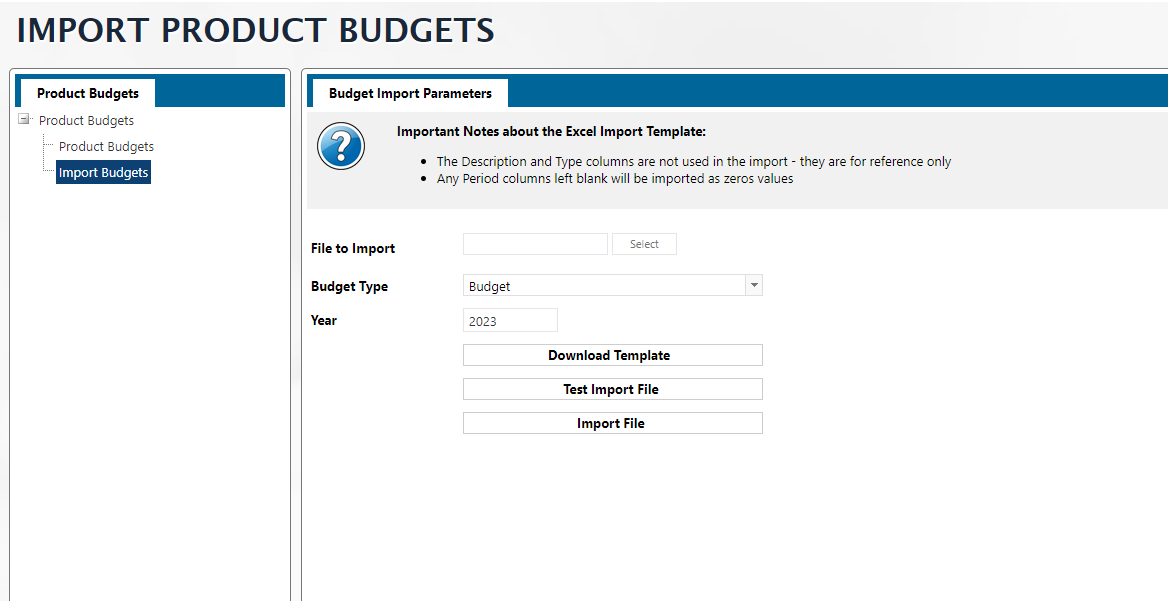 IMPORT PRODUCT BUDGETS
Product Budgets
Product Budgets
Product Budgets
Import Budgets
Budget Import Parameters
Important Notes about the Excel Import Template:
The Description and Type columns are not used in the import - they are for reference only
Any Period columns left blank will be imported as zeros values
File to Import
Select
Budget Type
Budget
Year
2023
Download Template
Test Import File
Import File